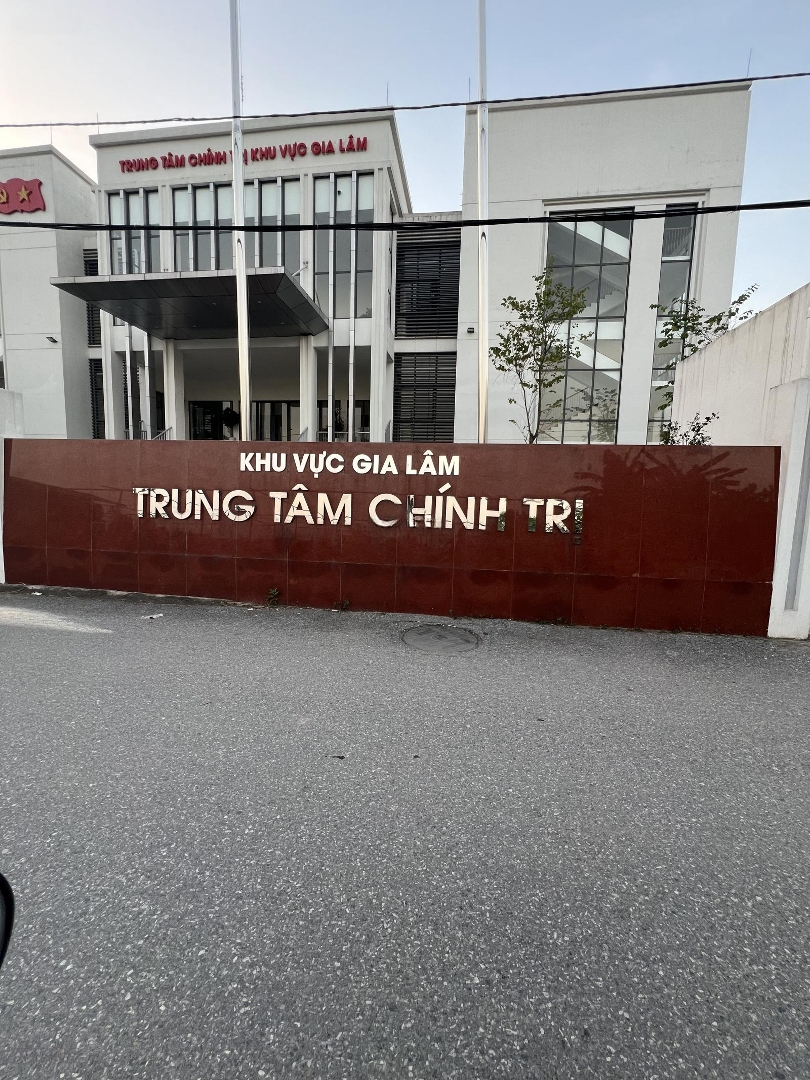 TRUNG TÂM CHÍNH TRỊ KHU VỰC GIA LÂM
KHU VỰC GIA LÂM
TRUNG TÂM CHÍNH TRỊ